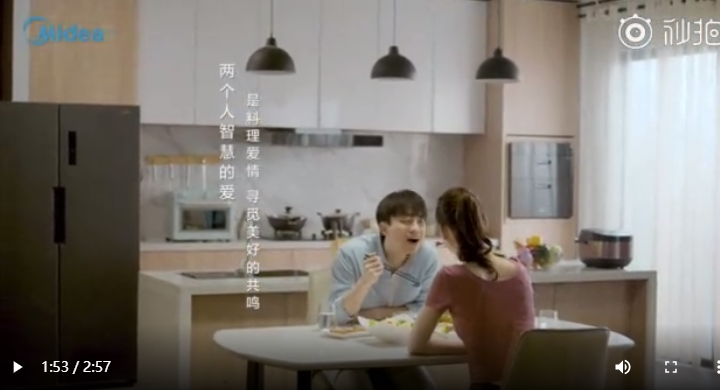 Midea
秒拍
两个人智慧的爱
是料理爱情 寻觅美好的共鸣
1:53 / 2:57